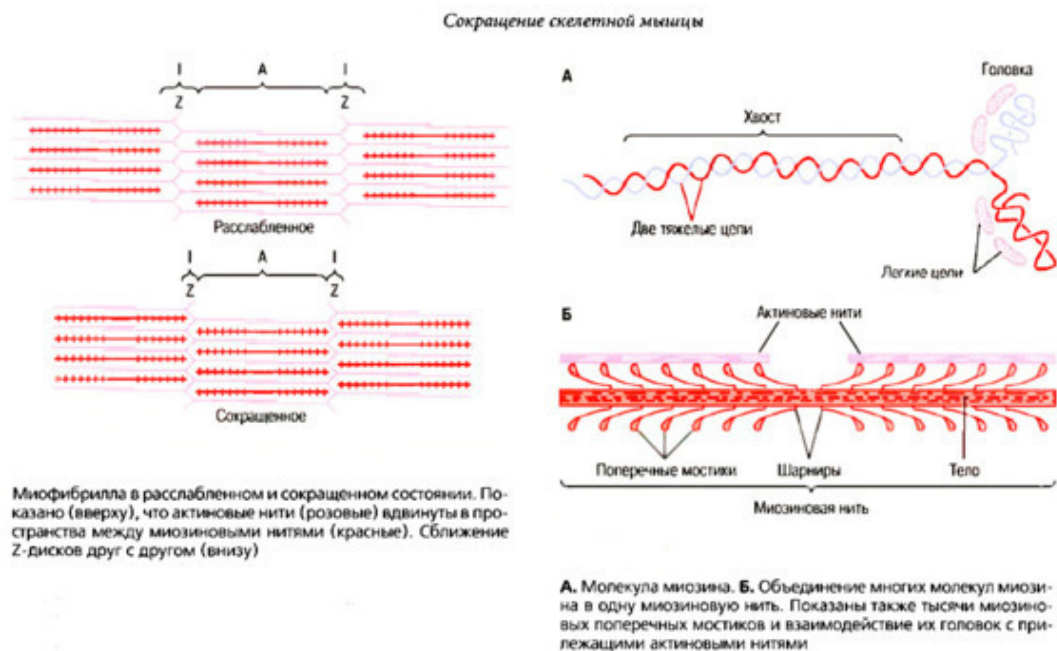 Сокращение скелетной мышцы
I A I
Z Z
Расслабленное
I A I
Z Z
Сокращенное
Миофибрилла в расслабленном и сокращенном состоянии. По-
казано (вверху), что актиновые нити (розовые) вдвинуты в про-
странства между миозиновыми нитями (красные). Сближение
Z-дисков друг с другом (внизу)
А
Головка
Хвост
Две тяжелые цепи
Легкие цепи
Б
Актиновые нити
Поперечные мостики Шарниры Тело
Миозиновая нить
А. Молекула миозина. Б. Объединение многих молекул миози-
на в одну миозиновую нить. Показаны также тысячи миозино-
вых поперечных мостиков и взаимодействие их головок с при-
лежащими актиновыми нитями